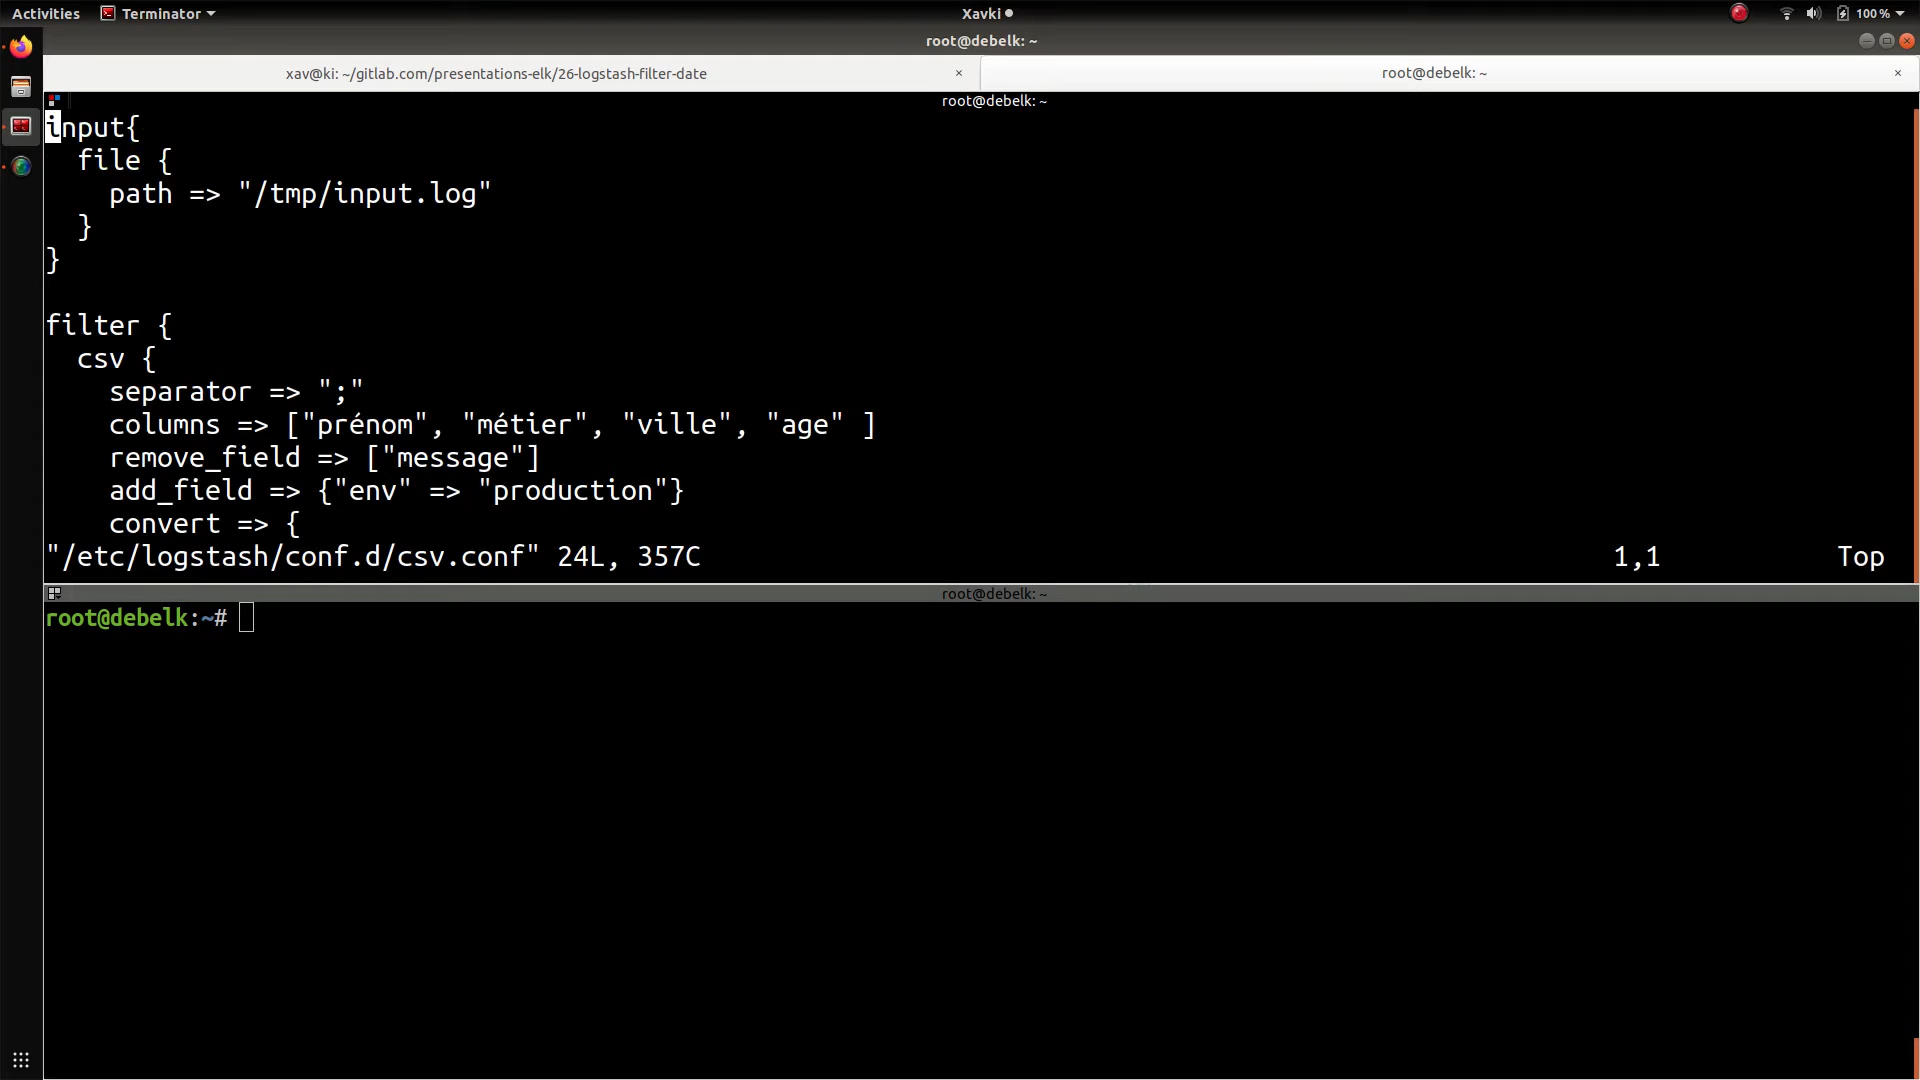 Activities
Terminator
Xavki
100 %
root@debelk: ~
xav@ki: ~/gitlab.com/presentations-elk/26-logstash-filter-date
×
root@debelk: ~
×
root@debelk: ~
input{
  file {
    path => "/tmp/input.log"
  }
}
filter {
  csv {
    separator => ";"
    columns => ["prénom", "métier", "ville", "age" ]
    remove_field => ["message"]
    add_field => {"env" => "production"}
    convert => {
"/etc/logstash/conf.d/csv.conf" 24L, 357C 1,1 Top
root@debelk: ~
root@debelk:~#